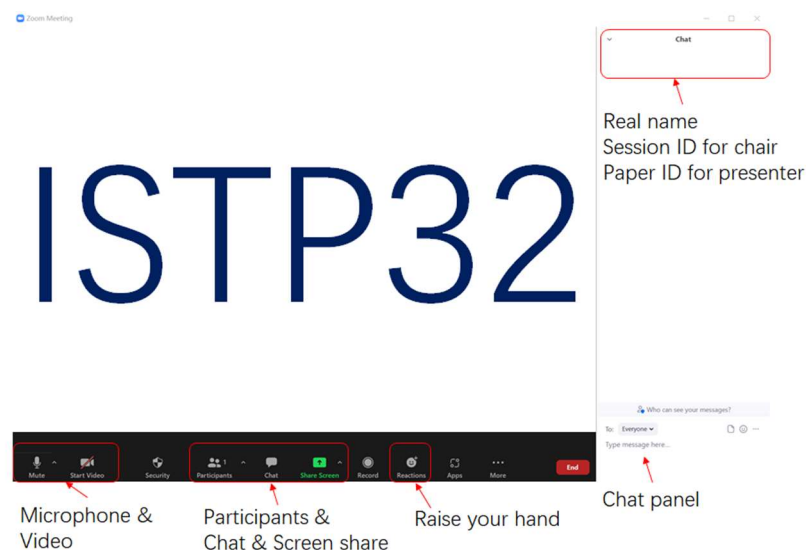 Zoom Meeting
Chat
Real name
Session ID for chair
Paper ID for presenter
ISTP32
Who can see your messages?
To: Everyone
Type message here...
Mute
Start Video
Security
Participants
1
Chat
Share Screen
Record
Reactions
Apps
More
End
Microphone &
Video
Participants &
Chat & Screen share
Raise your hand
Chat panel